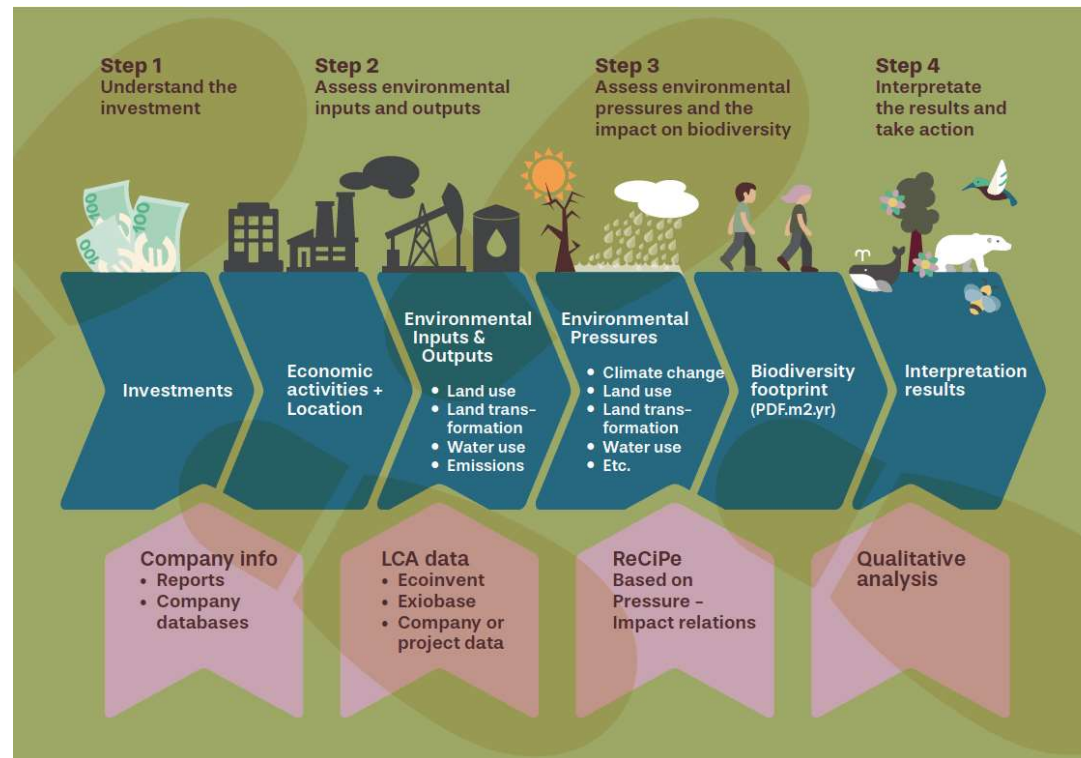 Step 1
Understand the
investment
Step 2
Assess environmental
inputs and outputs
Step 3
Assess environmental
pressures and the
impact on biodiversity
Step 4
Interpretate
the results and
take action
100
100
100
Investments
Economic
activities +
Location
Environmental
Inputs &
Outputs
• Land use
• Land trans-
formation
• Water use
• Emissions
Environmental
Pressures
• Climate change
• Land use
• Land trans-
formation
• Water use
• Etc.
Biodiversity
footprint
(PDF.m2.yr)
Interpretation
results
Company info
• Reports
• Company
databases
LCA data
• Ecoinvent
• Exiobase
• Company or
project data
ReCiPe
Based on
Pressure –
Impact relations
Qualitative
analysis